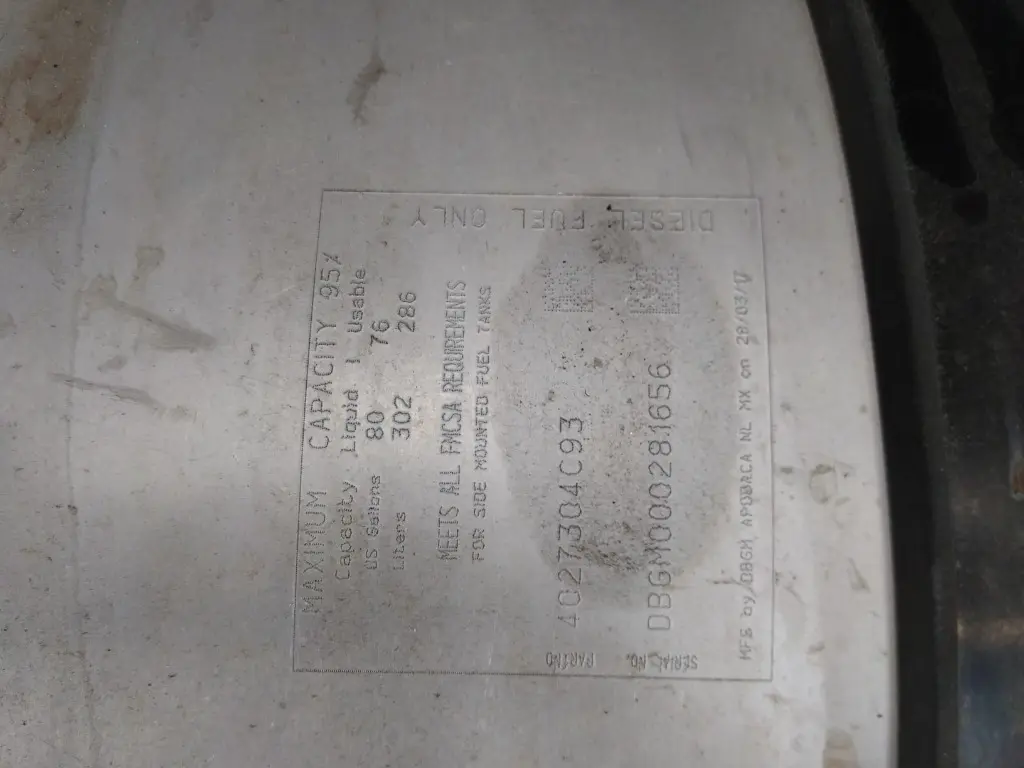 MAXIMUM CAPACITY 95%
Capacity Liquid | Usable
US Gallons 80 76
Liters 302 286
MEETS ALL FMCSA REQUIREMENTS
FOR SIDE MOUNTED FUEL TANKS
PART NO
4027304C93
SERIAL NO.
DBGM0002816 56
MFG by DBGM APODACA NL MX on 28/03/17
DIESEL FUEL ONLY